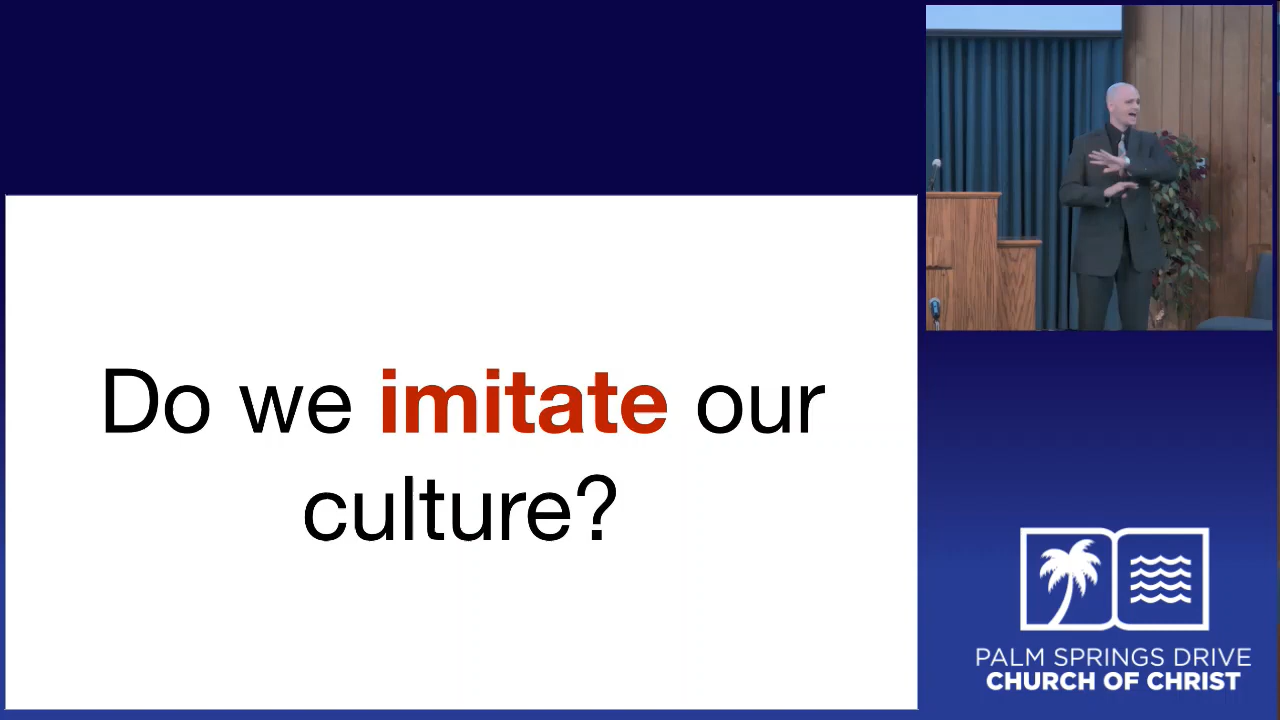 Do we imitate our
culture?
PALM SPRINGS DRIVE
CHURCH OF CHRIST